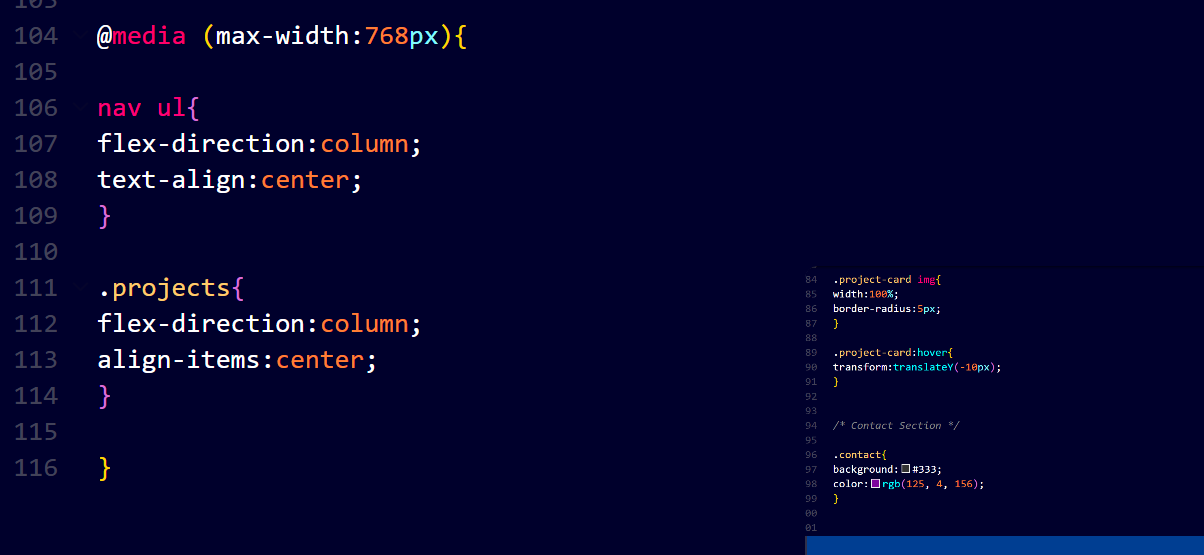 103
104 @media (max-width:768px){
105
106 nav ul{
107 flex-direction:column;
108 text-align:center;
109 }
110
111 .projects{
112 flex-direction:column;
113 align-items:center;
114 }
115
116 }
84 .project-card img{
85 width:100%;
86 border-radius:5px;
87 }
88
89 .project-card:hover{
90 transform:translateY(-10px);
91 }
92
93
94 /* Contact Section */
95
96 .contact{
97 background:#333;
98 color:rgb(125, 4, 156);
99 }
00
01